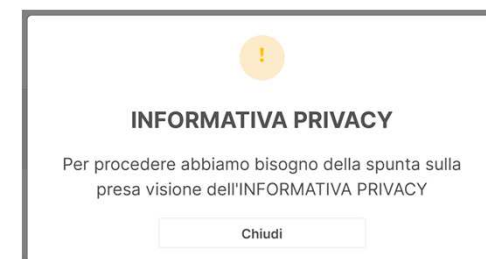 !
INFORMATIVA PRIVACY
Per procedere abbiamo bisogno della spunta sulla
presa visione dell'INFORMATIVA PRIVACY
Chiudi